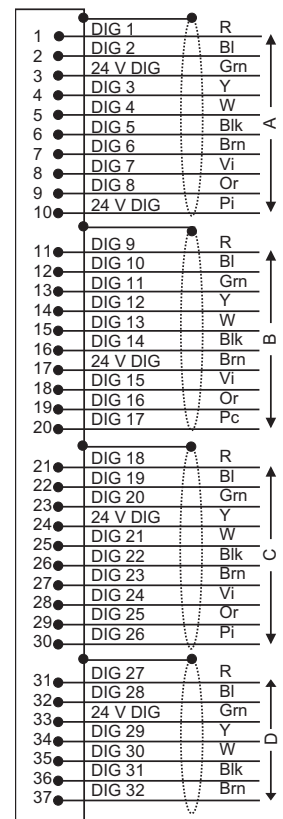 1 DIG 1 R
2 DIG 2 Bl
3 24 V DIG Grn
4 DIG 3 Y
5 DIG 4 W
6 DIG 5 Blk
7 DIG 6 Brn
8 DIG 7 Vi
9 DIG 8 Or
10 24 V DIG Pi
A
11 DIG 9 R
12 DIG 10 Bl
13 DIG 11 Grn
14 DIG 12 Y
15 DIG 13 W
16 DIG 14 Blk
17 24 V DIG Brn
18 DIG 15 Vi
19 DIG 16 Or
20 DIG 17 Pc
B
21 DIG 18 R
22 DIG 19 Bl
23 DIG 20 Grn
24 24 V DIG Y
25 DIG 21 W
26 DIG 22 Blk
27 DIG 23 Brn
28 DIG 24 Vi
29 DIG 25 Or
30 DIG 26 Pi
C
31 DIG 27 R
32 DIG 28 Bl
33 24 V DIG Grn
34 DIG 29 Y
35 DIG 30 W
36 DIG 31 Blk
37 DIG 32 Brn
D